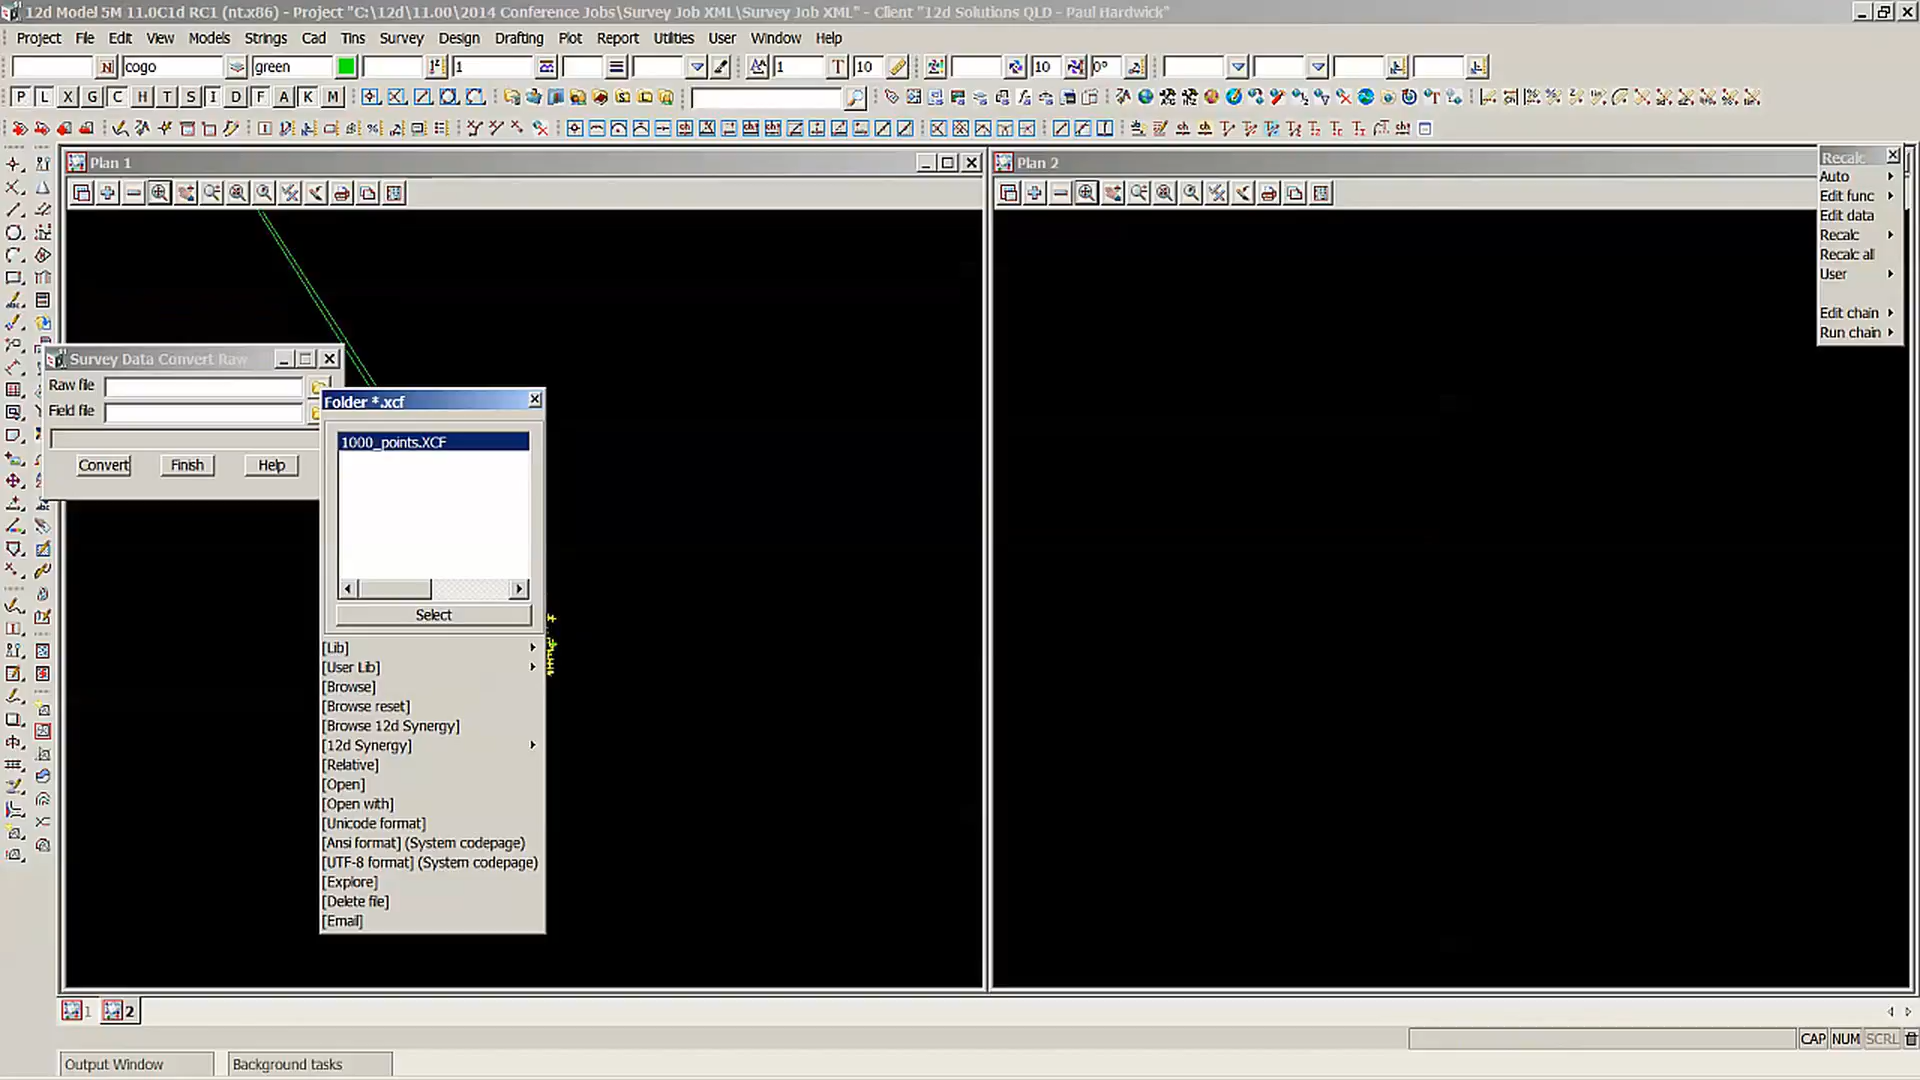 12d Model 5M 11.0C1d RC1 (nt.x86) - Project "C:\12d\11.00\2014 Conference Jobs\Survey Job XML\Survey Job XML" - Client "12d Solutions QLD - Paul Hardwick"
Project File Edit View Models Strings Cad Tins Survey Design Drafting Plot Report Utilities User Window Help
cogo green 1 1 T 10 10 0°
P L X G C H T S I D F A K M
Plan 1
Plan 2
Recalc
Auto
Edit func
Edit data
Recalc
Recalc all
User
Edit chain
Run chain
Survey Data Convert Raw
Raw file
Field file
Convert Finish Help
Folder *.xcf
1000_points.XCF
Select
[Lib]
[User Lib]
[Browse]
[Browse reset]
[Browse 12d Synergy]
[12d Synergy]
[Relative]
[Open]
[Open with]
[Unicode format]
[Ansi format] (System codepage)
[UTF-8 format] (System codepage)
[Explore]
[Delete file]
[Email]
1 2
CAP NUM SCRL
Output Window Background tasks